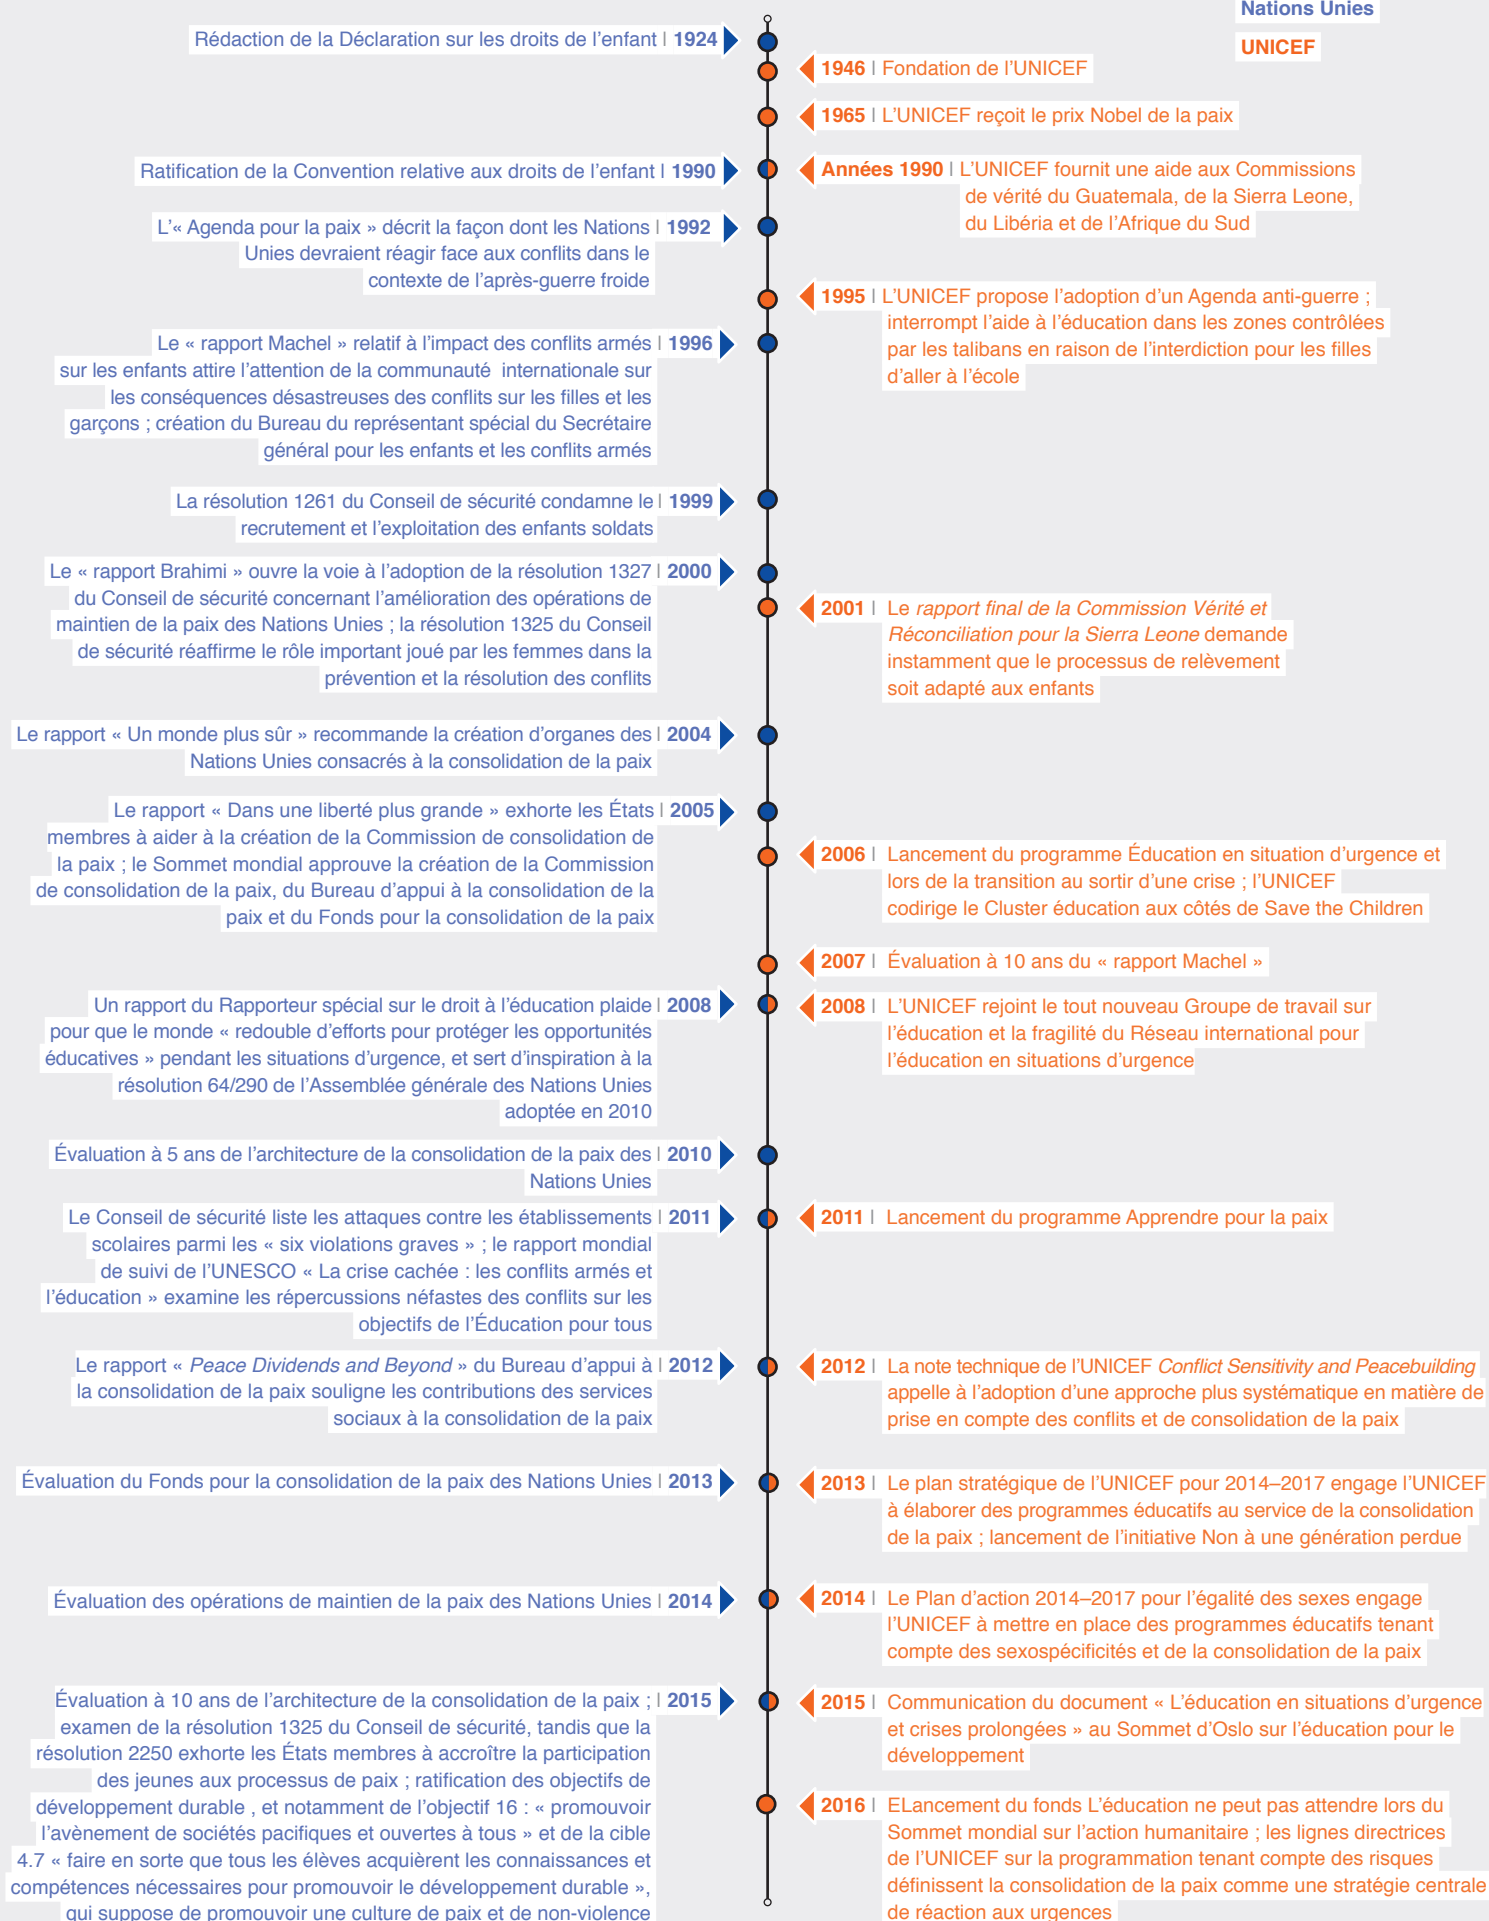 Nations Unies
UNICEF
Rédaction de la Déclaration sur les droits de l’enfant | 1924
1946 | Fondation de l’UNICEF
1965 | L’UNICEF reçoit le prix Nobel de la paix
Ratification de la Convention relative aux droits de l’enfant | 1990
Années 1990 | L’UNICEF fournit une aide aux Commissions
de vérité du Guatemala, de la Sierra Leone,
du Libéria et de l’Afrique du Sud
L’« Agenda pour la paix » décrit la façon dont les Nations | 1992
Unies devraient réagir face aux conflits dans le
contexte de l’après-guerre froide
1995 | L’UNICEF propose l’adoption d’un Agenda anti-guerre ;
interrompt l’aide à l’éducation dans les zones contrôlées
par les talibans en raison de l’interdiction pour les filles
d’aller à l’école
Le « rapport Machel » relatif à l’impact des conflits armés | 1996
sur les enfants attire l’attention de la communauté internationale sur
les conséquences désastreuses des conflits sur les filles et les
garçons ; création du Bureau du représentant spécial du Secrétaire
général pour les enfants et les conflits armés
La résolution 1261 du Conseil de sécurité condamne le | 1999
recrutement et l’exploitation des enfants soldats
Le « rapport Brahimi » ouvre la voie à l’adoption de la résolution 1327 | 2000
du Conseil de sécurité concernant l’amélioration des opérations de
maintien de la paix des Nations Unies ; la résolution 1325 du Conseil
de sécurité réaffirme le rôle important joué par les femmes dans la
prévention et la résolution des conflits
2001 | Le rapport final de la Commission Vérité et
Réconciliation pour la Sierra Leone demande
instamment que le processus de relèvement
soit adapté aux enfants
Le rapport « Un monde plus sûr » recommande la création d’organes des | 2004
Nations Unies consacrés à la consolidation de la paix
Le rapport « Dans une liberté plus grande » exhorte les États | 2005
membres à aider à la création de la Commission de consolidation de
la paix ; le Sommet mondial approuve la création de la Commission
de consolidation de la paix, du Bureau d’appui à la consolidation de la
paix et du Fonds pour la consolidation de la paix
2006 | Lancement du programme Éducation en situation d’urgence et
lors de la transition au sortir d’une crise ; l’UNICEF
codirige le Cluster éducation aux côtés de Save the Children
2007 | Évaluation à 10 ans du « rapport Machel »
Un rapport du Rapporteur spécial sur le droit à l’éducation plaide | 2008
pour que le monde « redouble d’efforts pour protéger les opportunités
éducatives » pendant les situations d’urgence, et sert d’inspiration à la
résolution 64/290 de l’Assemblée générale des Nations Unies
adoptée en 2010
2008 | L’UNICEF rejoint le tout nouveau Groupe de travail sur
l’éducation et la fragilité du Réseau international pour
l’éducation en situations d’urgence
Évaluation à 5 ans de l’architecture de la consolidation de la paix des | 2010
Nations Unies
Le Conseil de sécurité liste les attaques contre les établissements | 2011
scolaires parmi les « six violations graves » ; le rapport mondial
de suivi de l’UNESCO « La crise cachée : les conflits armés et
l’éducation » examine les répercussions néfastes des conflits sur les
objectifs de l’Éducation pour tous
2011 | Lancement du programme Apprendre pour la paix
Le rapport « Peace Dividends and Beyond » du Bureau d’appui à | 2012
la consolidation de la paix souligne les contributions des services
sociaux à la consolidation de la paix
2012 | La note technique de l’UNICEF Conflict Sensitivity and Peacebuilding
appelle à l’adoption d’une approche plus systématique en matière de
prise en compte des conflits et de consolidation de la paix
Évaluation du Fonds pour la consolidation de la paix des Nations Unies | 2013
2013 | Le plan stratégique de l’UNICEF pour 2014–2017 engage l’UNICEF
à élaborer des programmes éducatifs au service de la consolidation
de la paix ; lancement de l’initiative Non à une génération perdue
Évaluation des opérations de maintien de la paix des Nations Unies | 2014
2014 | Le Plan d’action 2014–2017 pour l’égalité des sexes engage
l’UNICEF à mettre en place des programmes éducatifs tenant
compte des sexospécificités et de la consolidation de la paix
Évaluation à 10 ans de l’architecture de la consolidation de la paix ; | 2015
examen de la résolution 1325 du Conseil de sécurité, tandis que la
résolution 2250 exhorte les États membres à accroître la participation
des jeunes aux processus de paix ; ratification des objectifs de
développement durable , et notamment de l’objectif 16 : « promouvoir
l’avènement de sociétés pacifiques et ouvertes à tous » et de la cible
4.7 « faire en sorte que tous les élèves acquièrent les connaissances et
compétences nécessaires pour promouvoir le développement durable »,
qui suppose de promouvoir une culture de paix et de non-violence
2015 | Communication du document « L’éducation en situations d’urgence
et crises prolongées » au Sommet d’Oslo sur l’éducation pour le
développement
2016 | ELancement du fonds L’éducation ne peut pas attendre lors du
Sommet mondial sur l’action humanitaire ; les lignes directrices
de l’UNICEF sur la programmation tenant compte des risques
définissent la consolidation de la paix comme une stratégie centrale
de réaction aux urgences